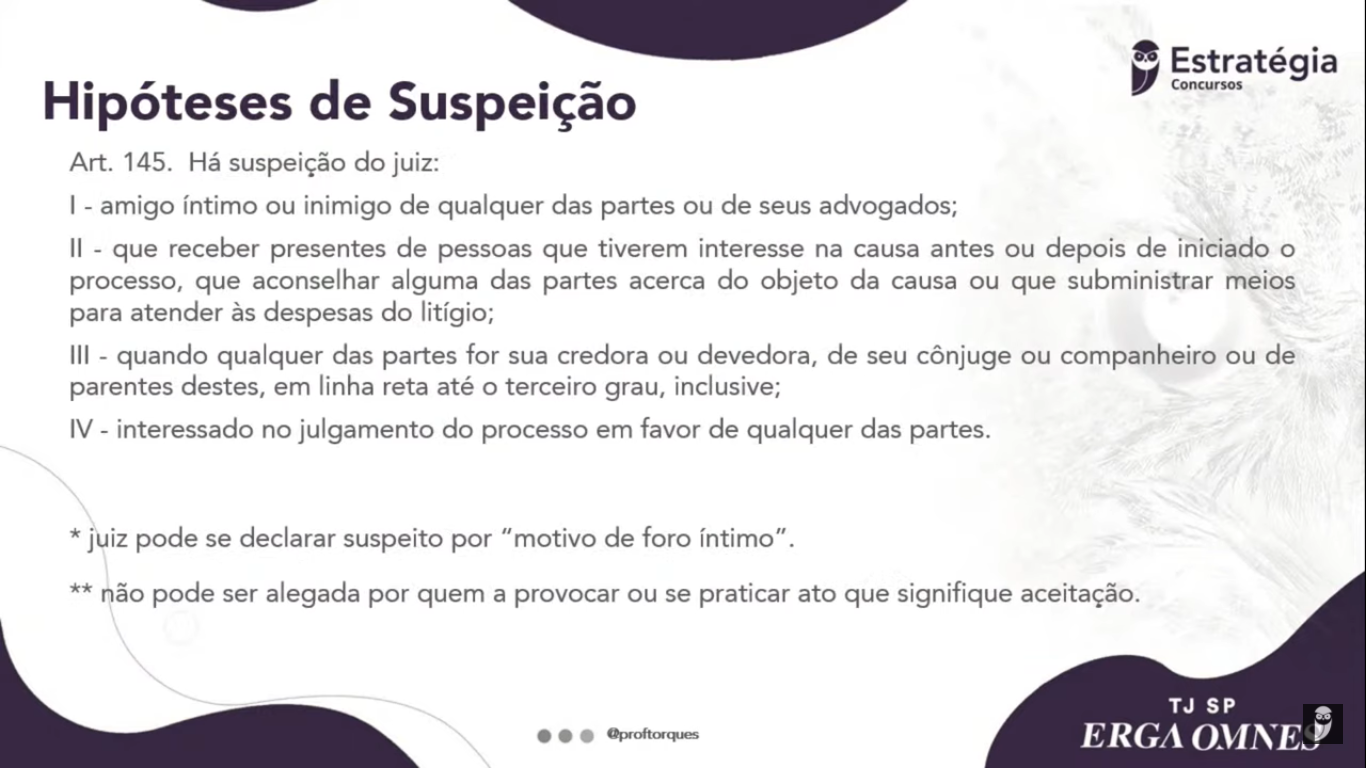 Estratégia
Concursos
Hipóteses de Suspeição
Art. 145. Há suspeição do juiz:
I - amigo íntimo ou inimigo de qualquer das partes ou de seus advogados;
II - que receber presentes de pessoas que tiverem interesse na causa antes ou depois de iniciado o
processo, que aconselhar alguma das partes acerca do objeto da causa ou que subministrar meios
para atender às despesas do litígio;
III - quando qualquer das partes for sua credora ou devedora, de seu cônjuge ou companheiro ou de
parentes destes, em linha reta até o terceiro grau, inclusive;
IV - interessado no julgamento do processo em favor de qualquer das partes.
* juiz pode se declarar suspeito por “motivo de foro íntimo”.
** não pode ser alegada por quem a provocar ou se praticar ato que signifique aceitação.
@proftorques
TJ SP
ERGA OMNES